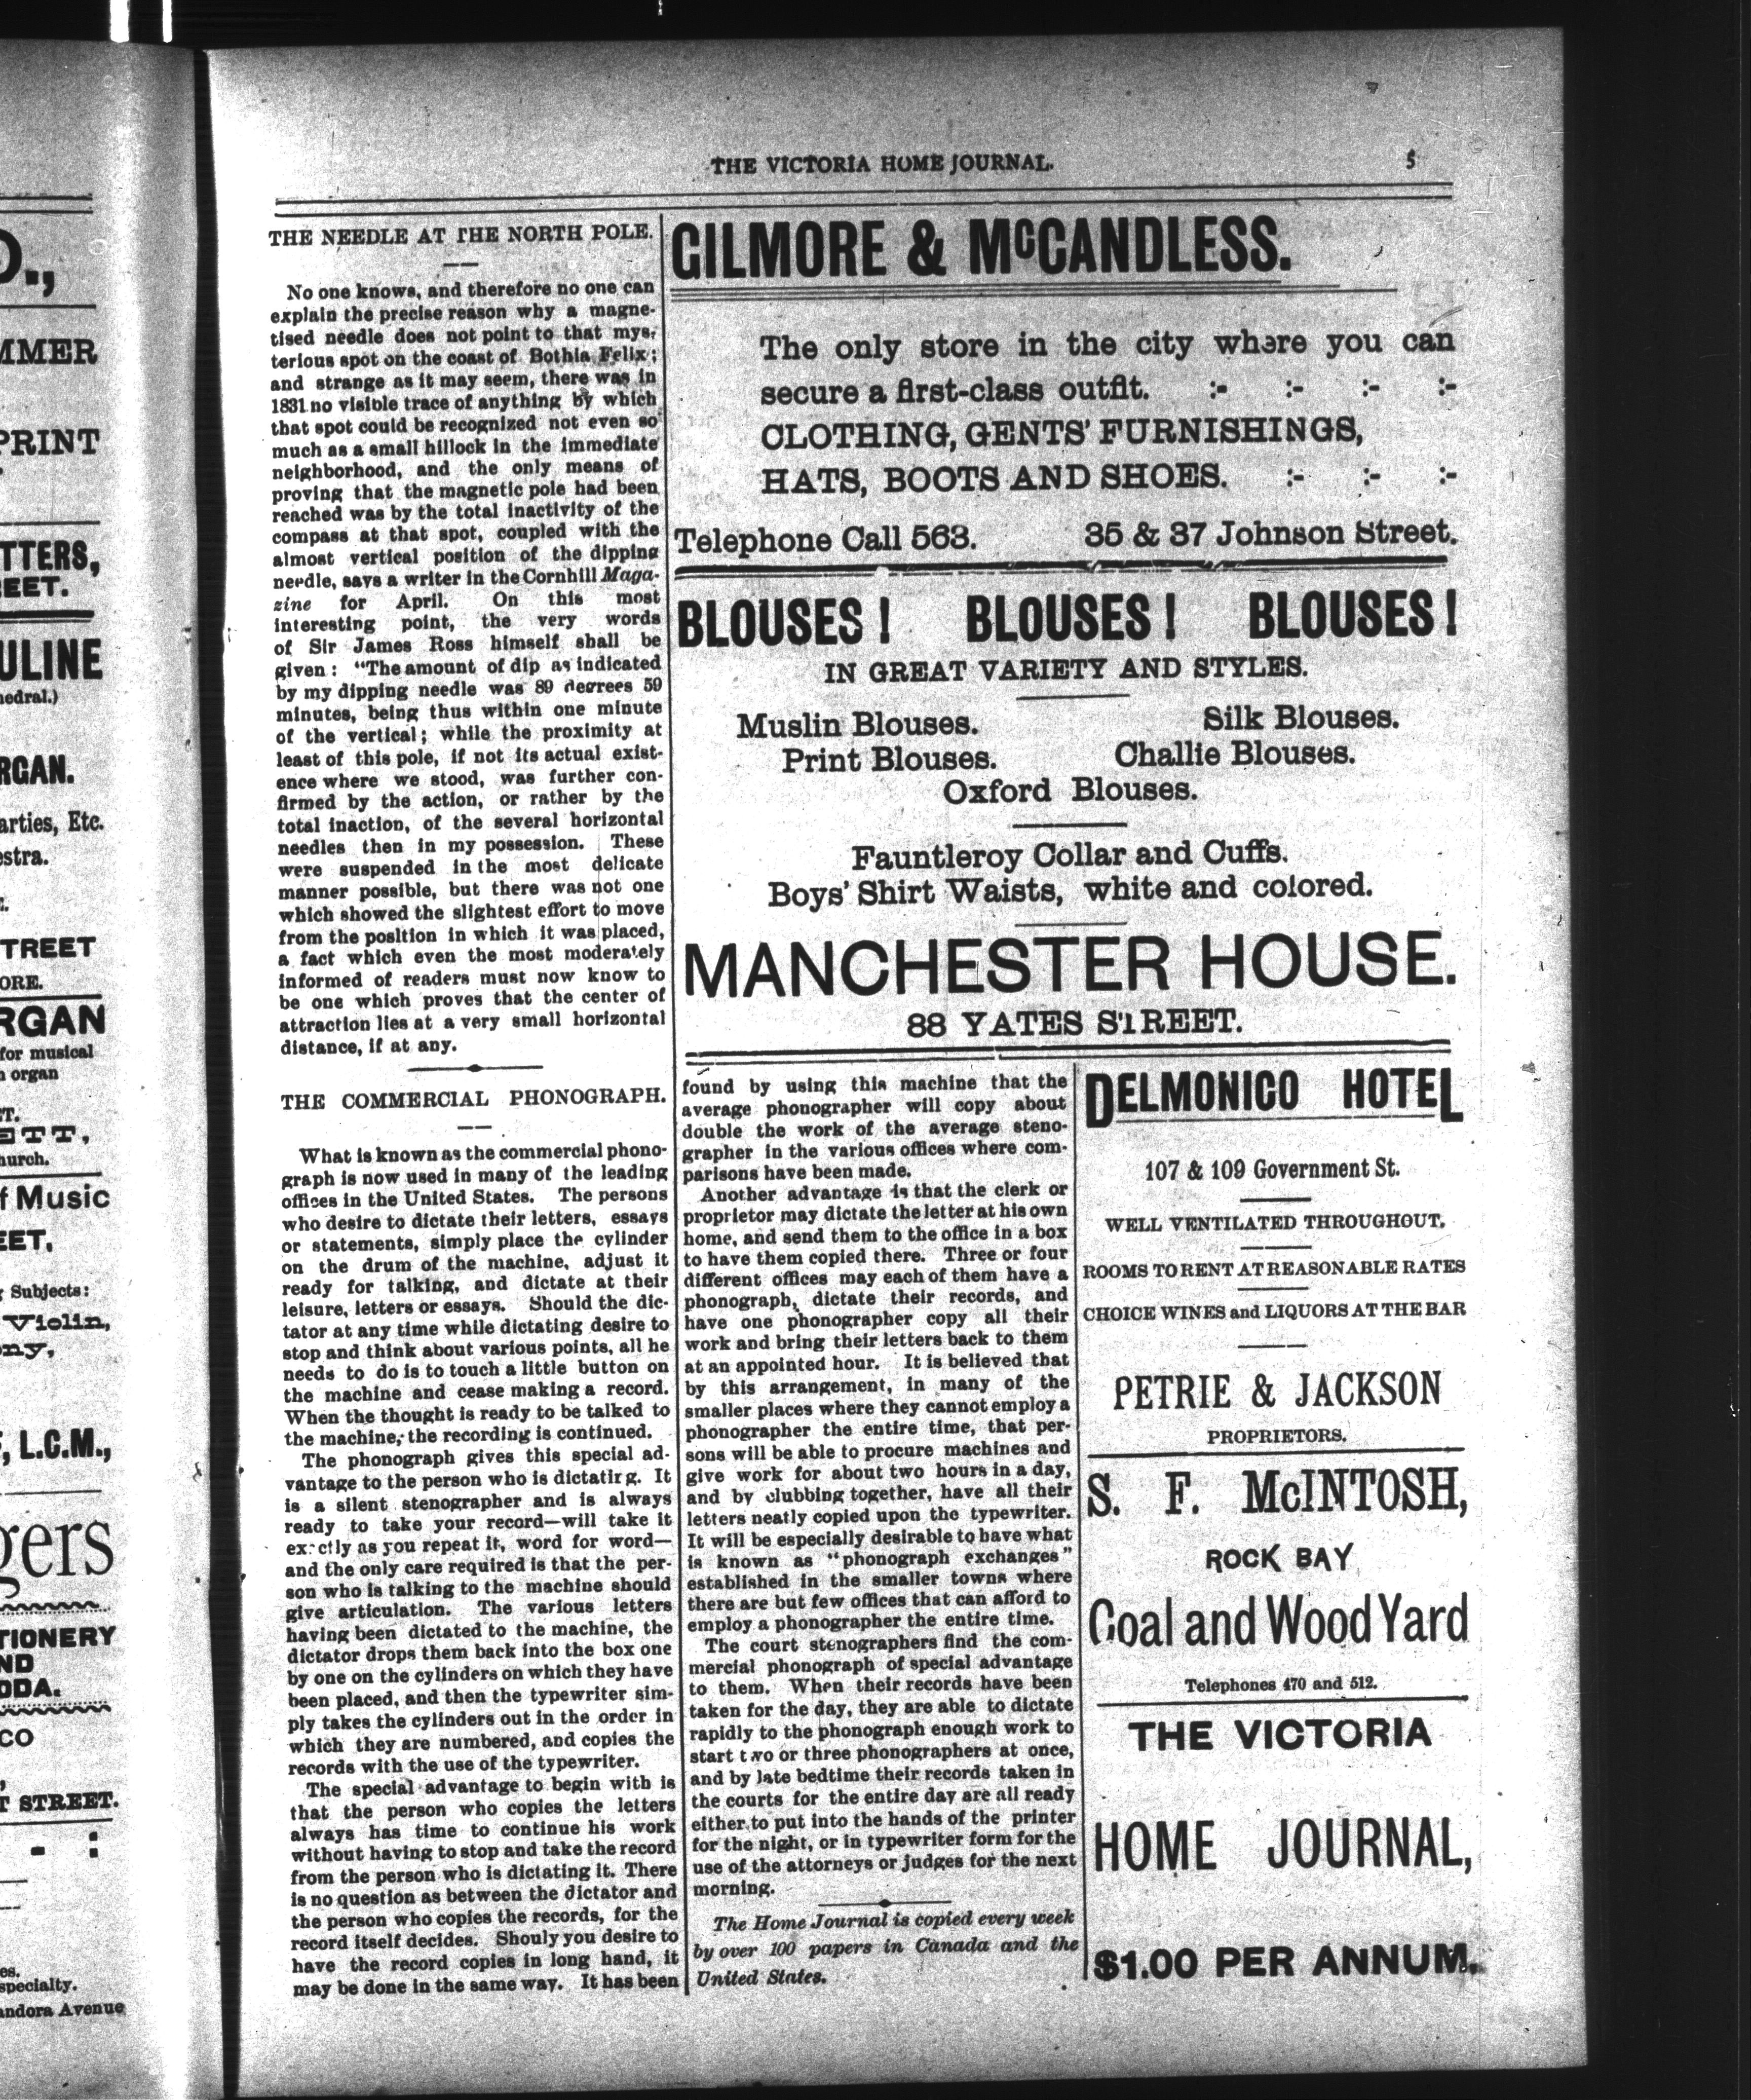 D.,
MMER
PRINT
TTERS,
EET.
ULINE
hedral.)
RGAN.
arties, Etc.
estra.
TREET
ORE.
RGAN
for musical
n organ
ETT,
hurch.
f Music
EET,
Subjects:
Violin,
ony,
, L.C.M.,
gers
TIONERY
ND
ODA.
CO
T STREET.
es.
specialty.
andora Avenue
THE VICTORIA HOME JOURNAL.
5
THE NEEDLE AT THE NORTH POLE.
No one knows, and therefore no one can
explain the precise reason why a magne-
tised needle does not point to that mys-
terious spot on the coast of Bothia Felix;
and strange as it may seem, there was in
1831 no visible trace of anything by which
that spot could be recognized not even so
much as a small hillock in the immediate
neighborhood, and the only means of
proving that the magnetic pole had been
reached was by the total inactivity of the
compass at that spot, coupled with the
almost vertical position of the dipping
needle, says a writer in the Cornhill Maga-
zine for April. On this most
interesting point, the very words
of Sir James Ross himself shall be
given: "The amount of dip as indicated
by my dipping needle was 89 degrees 59
minutes, being thus within one minute
of the vertical; while the proximity at
least of this pole, if not its actual exist-
ence where we stood, was further con-
firmed by the action, or rather by the
total inaction, of the several horizontal
needles then in my possession. These
were suspended in the most delicate
manner possible, but there was not one
which showed the slightest effort to move
from the position in which it was placed,
a fact which even the most moderately
informed of readers must now know to
be one which proves that the center of
attraction lies at a very small horizontal
distance, if at any.
THE COMMERCIAL PHONOGRAPH.
What is known as the commercial phono-
graph is now used in many of the leading
offices in the United States. The persons
who desire to dictate their letters, essays
or statements, simply place the cylinder
on the drum of the machine, adjust it
ready for talking, and dictate at their
leisure, letters or essays. Should the dic-
tator at any time while dictating desire to
stop and think about various points, all he
needs to do is to touch a little button on
the machine and cease making a record.
When the thought is ready to be talked to
the machine, the recording is continued.
The phonograph gives this special ad-
vantage to the person who is dictating. It
is a silent stenographer and is always
ready to take your record—will take it
exactly as you repeat it, word for word—
and the only care required is that the per-
son who is talking to the machine should
give articulation. The various letters
having been dictated to the machine, the
dictator drops them back into the box one
by one on the cylinders on which they have
been placed, and then the typewriter sim-
ply takes the cylinders out in the order in
which they are numbered, and copies the
records with the use of the typewriter.
The special advantage to begin with is
that the person who copies the letters
always has time to continue his work
without having to stop and take the record
from the person who is dictating it. There
is no question as between the dictator and
the person who copies the records, for the
record itself decides. Shouly you desire to
have the record copies in long hand, it
may be done in the same way. It has been
GILMORE & McCANDLESS.
The only store in the city where you can
secure a first-class outfit. :- :- :- :-
CLOTHING, GENTS' FURNISHINGS,
HATS, BOOTS AND SHOES. :- :- :-
Telephone Call 563. 35 & 37 Johnson Street.
BLOUSES! BLOUSES! BLOUSES!
IN GREAT VARIETY AND STYLES.
Muslin Blouses. Silk Blouses.
Print Blouses. Challie Blouses.
Oxford Blouses.
Fauntleroy Collar and Cuffs.
Boys' Shirt Waists, white and colored.
MANCHESTER HOUSE.
88 YATES STREET.
found by using this machine that the
average phonographer will copy about
double the work of the average steno-
grapher in the various offices where com-
parisons have been made.
Another advantage is that the clerk or
proprietor may dictate the letter at his own
home, and send them to the office in a box
to have them copied there. Three or four
different offices may each of them have a
phonograph, dictate their records, and
have one phonographer copy all their
work and bring their letters back to them
at an appointed hour. It is believed that
by this arrangement, in many of the
smaller places where they cannot employ a
phonographer the entire time, that per-
sons will be able to procure machines and
give work for about two hours in a day,
and by clubbing together, have all their
letters neatly copied upon the typewriter.
It will be especially desirable to have what
is known as "phonograph exchanges"
established in the smaller towns where
there are but few offices that can afford to
employ a phonographer the entire time.
The court stenographers find the com-
mercial phonograph of special advantage
to them. When their records have been
taken for the day, they are able to dictate
rapidly to the phonograph enough work to
start two or three phonographers at once,
and by late bedtime their records taken in
the courts for the entire day are all ready
either to put into the hands of the printer
for the night, or in typewriter form for the
use of the attorneys or judges for the next
morning.
The Home Journal is copied every week
by over 100 papers in Canada and the
United States.
DELMONICO HOTEL
107 & 109 Government St.
WELL VENTILATED THROUGHOUT.
ROOMS TO RENT AT REASONABLE RATES
CHOICE WINES and LIQUORS AT THE BAR
PETRIE & JACKSON
PROPRIETORS.
S. F. McINTOSH,
ROCK BAY
Coal and Wood Yard
Telephones 470 and 512.
THE VICTORIA
HOME JOURNAL,
$1.00 PER ANNUM.